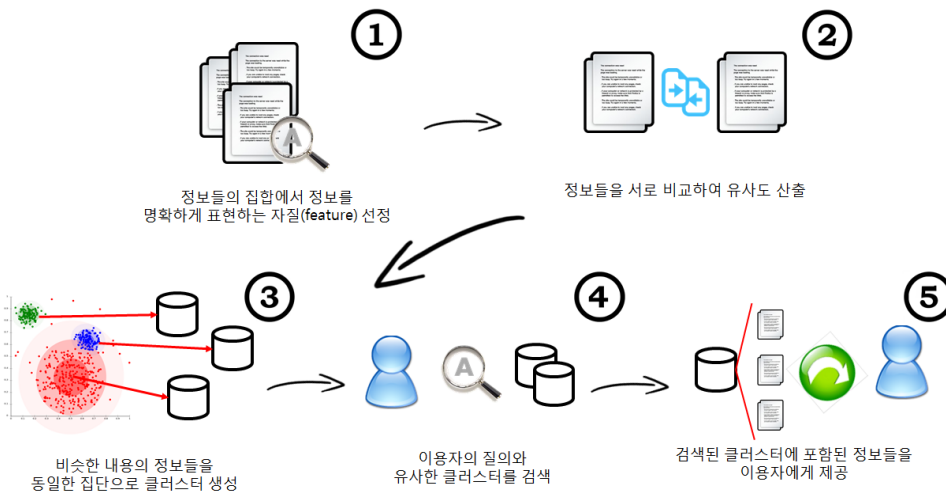 1
2
A
정보들의 집합에서 정보를
명확하게 표현하는 자질(feature) 선정
정보들을 서로 비교하여 유사도 산출
3
4
5
A
비슷한 내용의 정보들을
동일한 집단으로 클러스터 생성
이용자의 질의와
유사한 클러스터를 검색
검색된 클러스터에 포함된 정보들을
이용자에게 제공